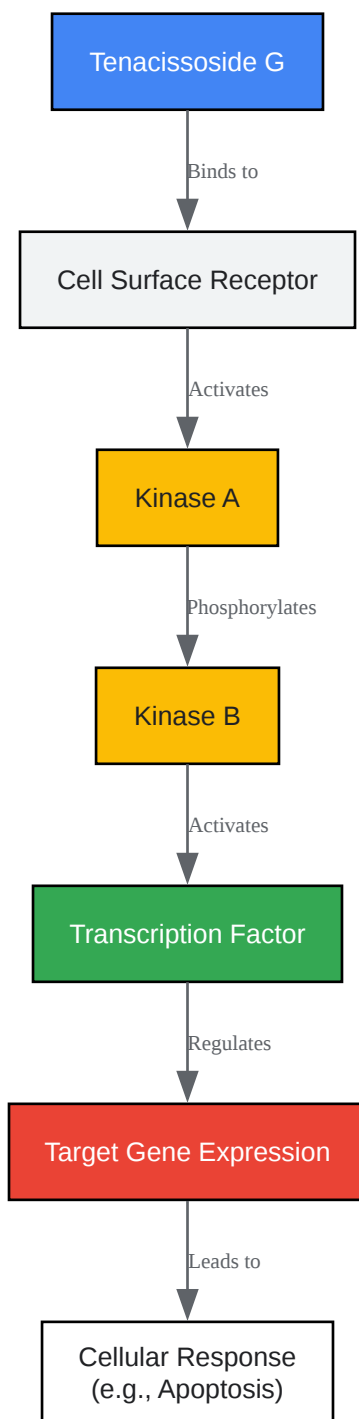 Tenacissoside G
Binds to
Cell Surface Receptor
Activates
Kinase A
Phosphorylates
Kinase B
Activates
Transcription Factor
Regulates
Target Gene Expression
Leads to
Cellular Response
(e.g., Apoptosis)